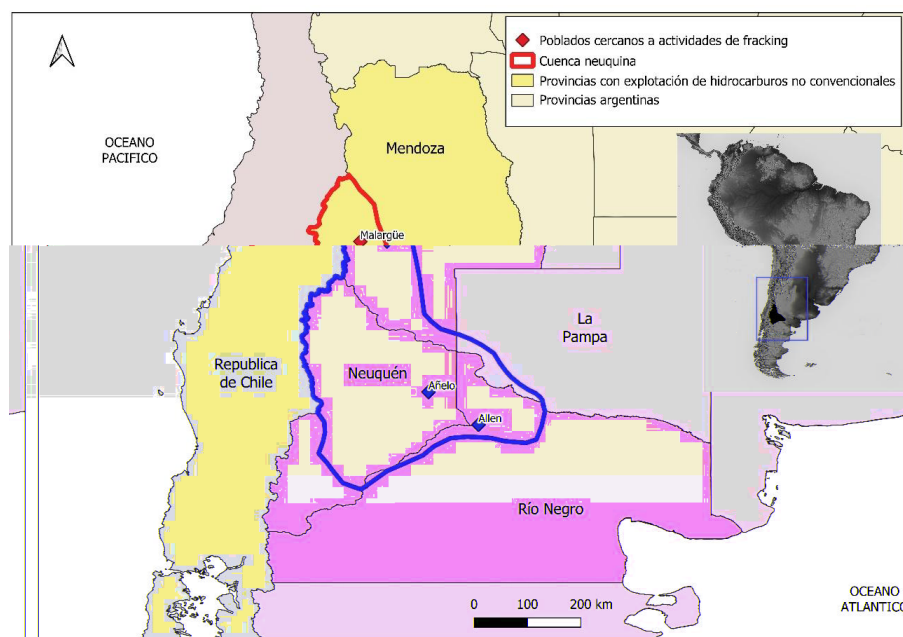 Poblados cercanos a actividades de fracking
Cuenca neuquina
Provincias con explotación de hidrocarburos no convencionales
Provincias argentinas
OCEANO
PACIFICO
Mendoza
Malargüe
La
Pampa
Republica
de Chile
Neuquén
Añelo
Allen
Río Negro
OCEANO
ATLANTICO
0 100 200 km